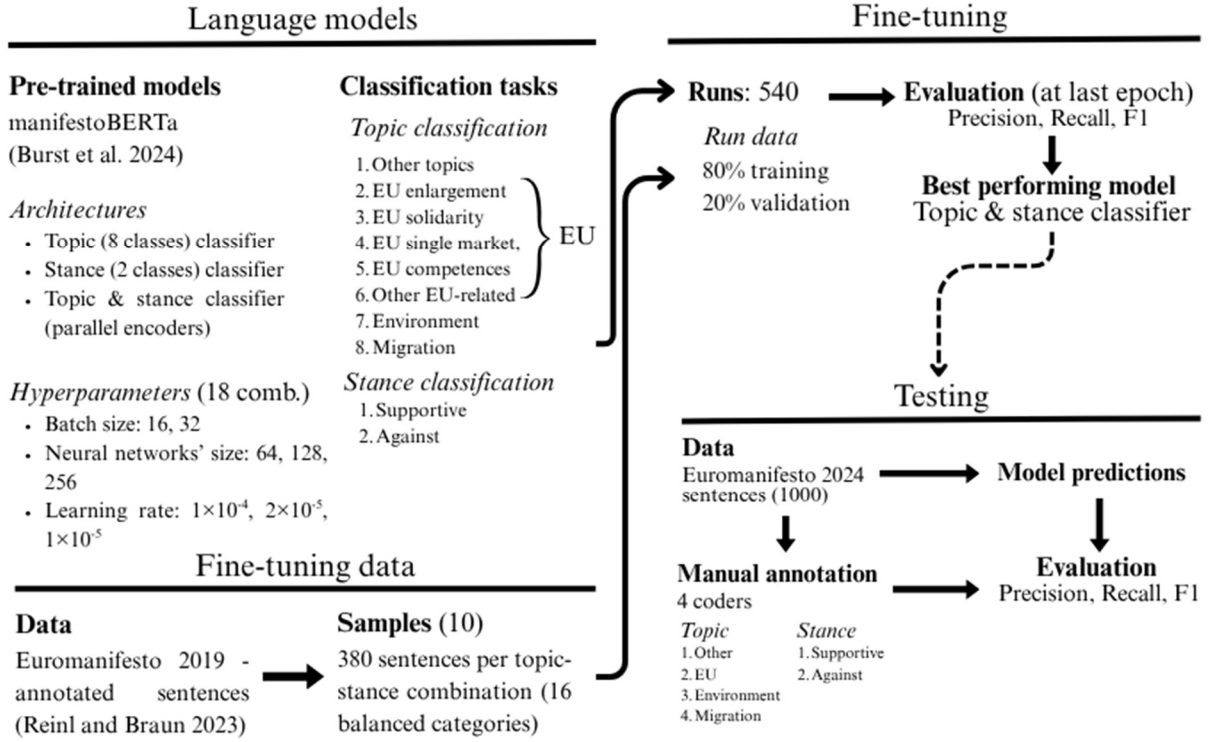 Language models
Pre-trained models
manifestoBERTa
(Burst et al. 2024)
Architectures
• Topic (8 classes) classifier
• Stance (2 classes) classifier
• Topic & stance classifier
(parallel encoders)
Hyperparameters (18 comb.)
• Batch size: 16, 32
• Neural networks' size: 64, 128,
256
• Learning rate: 1×10⁻⁴, 2×10⁻⁵,
1×10⁻⁵
Classification tasks
Topic classification
1. Other topics
2. EU enlargement
3. EU solidarity
4. EU single market,
5. EU competences
6. Other EU-related
7. Environment
8. Migration
EU
Stance classification
1. Supportive
2. Against
Fine-tuning data
Data
Euromanifesto 2019 -
annotated sentences
(Reinl and Braun 2023)
Samples (10)
380 sentences per topic-
stance combination (16
balanced categories)
Fine-tuning
Runs: 540
Run data
80% training
20% validation
Evaluation (at last epoch)
Precision, Recall, F1
Best performing model
Topic & stance classifier
Testing
Data
Euromanifesto 2024
sentences (1000)
Model predictions
Manual annotation
4 coders
Topic
1. Other
2. EU
3. Environment
4. Migration
Stance
1. Supportive
2. Against
Evaluation
Precision, Recall, F1